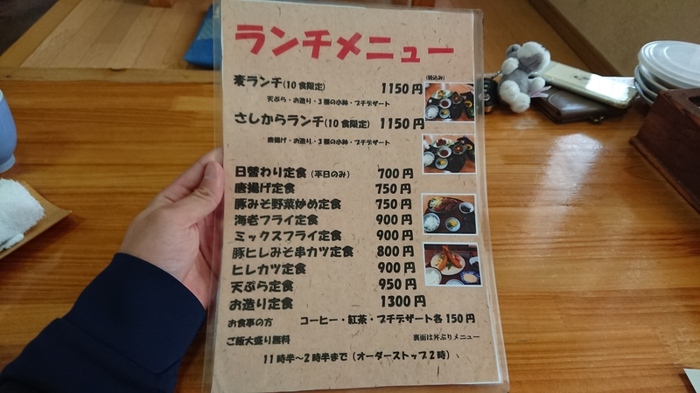 ランチメニュー
(税込み)
麦ランチ(10食限定) 1150円
天ぷら・お造り・3種の小鉢・プチデザート
さしからランチ(10食限定) 1150円
唐揚げ・お造り・3種の小鉢・プチデザート
日替わり定食(平日のみ) 700円
唐揚げ定食 750円
豚みそ野菜炒め定食 750円
海老フライ定食 900円
ミックスフライ定食 900円
豚ヒレみそ串カツ定食 800円
ヒレカツ定食 900円
天ぷら定食 950円
お造り定食 1300円
お食事の方 コーヒー・紅茶・プチデザート各150円
ご飯大盛り無料 裏面は丼ぶりメニュー
11時半～2時半まで(オーダーストップ2時)